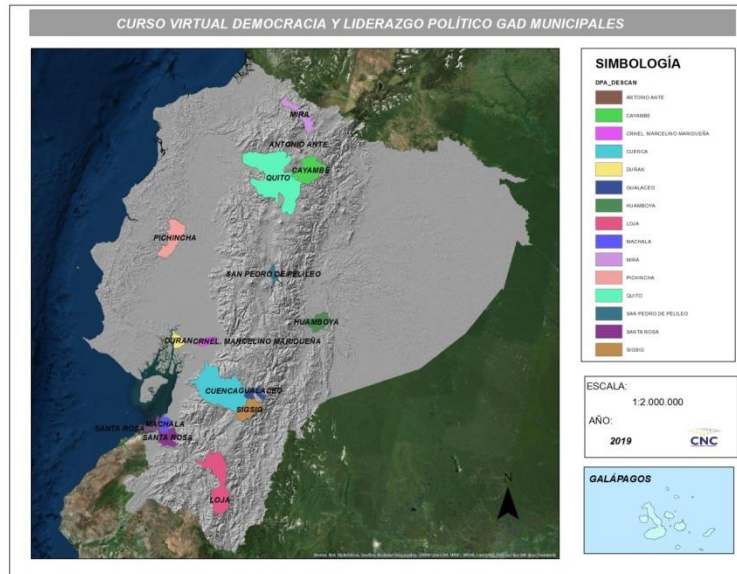 CURSO VIRTUAL DEMOCRACIA Y LIDERAZGO POLÍTICO GAD MUNICIPALES
MIRA
ANTONIO ANTE
CAYAMBE
QUITO
PICHINCHA
SAN PEDRO DE PELILEO
HUAMBOYA
DURAN
CRNEL. MARCELINO MARIQUEÑA
CUENCA
GUALACEO
SIGSIG
SANTA ROSA
MACHALA
SANTA ROSA
LOJA
N
SIMBOLOGÍA
DPA_DESCAN
ANTONIO ANTE
CAYAMBE
CRNEL. MARCELINO MARIQUEÑA
CUENCA
DURAN
GUALACEO
HUAMBOYA
LOJA
MACHALA
MIRA
PICHINCHA
QUITO
SAN PEDRO DE PELILEO
SANTA ROSA
SIGSIG
ESCALA:
1:2.000.000
AÑO:
2019
CNC
GALÁPAGOS